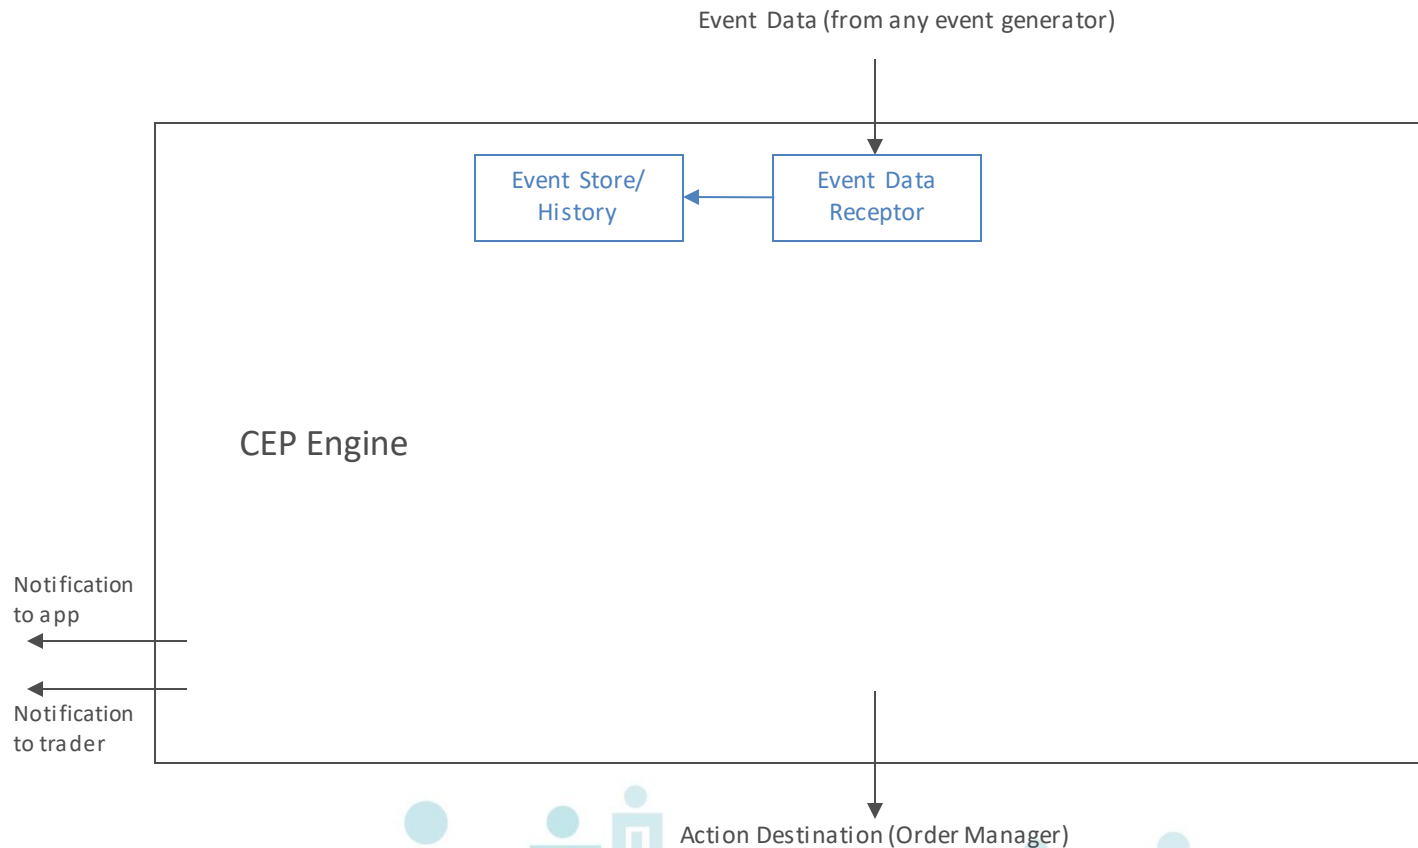 Event Data (from any event generator)
Event Store/
History
Event Data
Receptor
CEP Engine
Notification
to app
Notification
to trader
Action Destination (Order Manager)